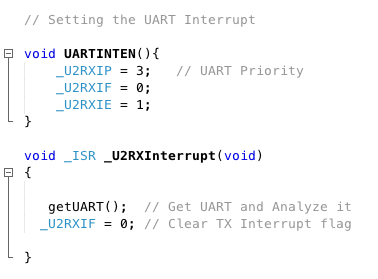 // Setting the UART Interrupt
void UARTINTEN(){
_U2RXIP = 3;   // UART Priority
_U2RXIF = 0;
_U2RXIE = 1;
}
void _ISR _U2RXInterrupt(void)
{
getUART();  // Get UART and Analyze it
_U2RXIF = 0; // Clear TX Interrupt flag
}